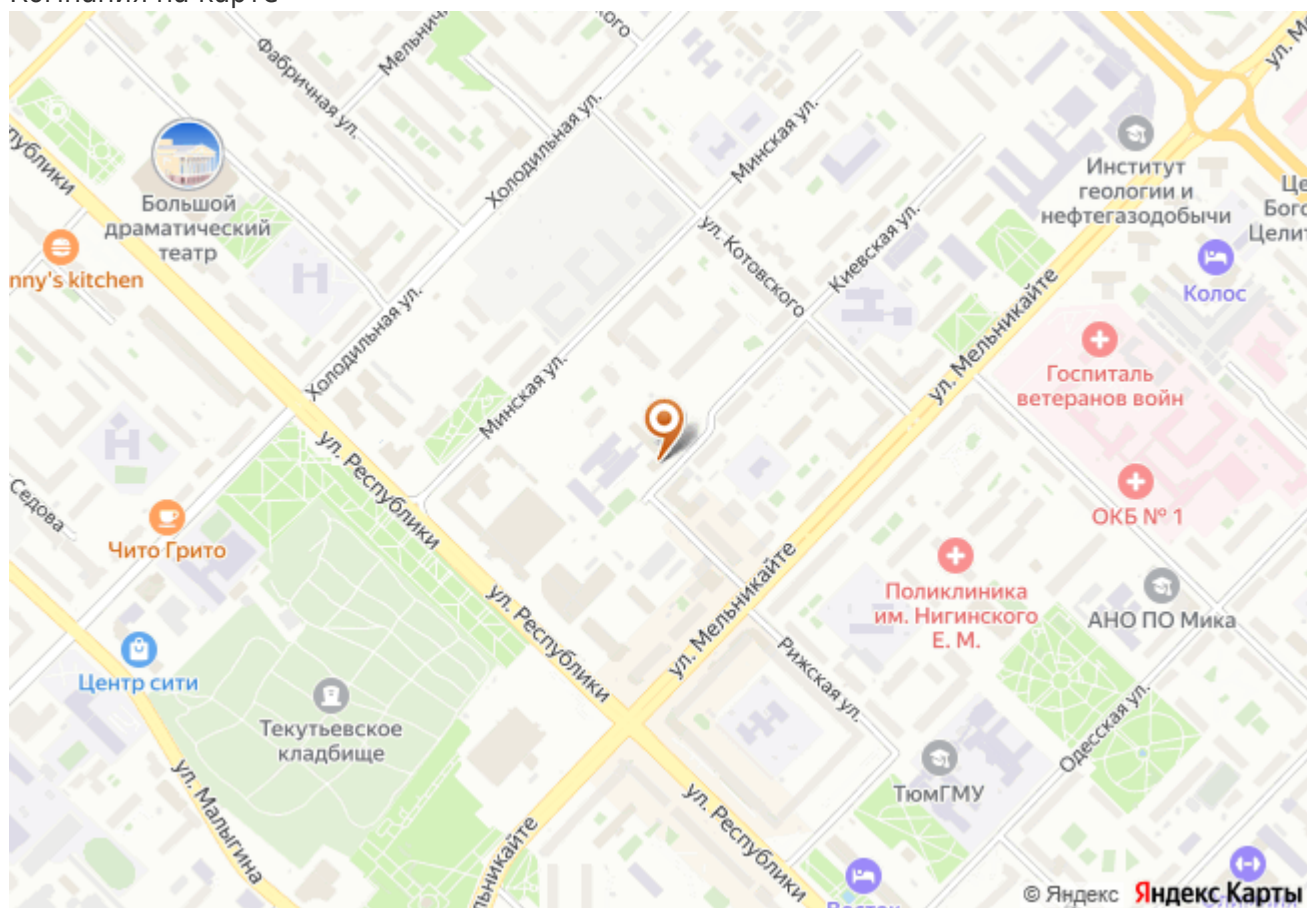 Компания на карте
Фабричная ул.
Холодильная ул.
Минская ул.
ул. Котовского
Киевская ул.
Институт
геологии и
нефтегазодобычи
Большой
драматический
театр
Колос
ул. Мельникайте
Холодильная ул.
Минская ул.
Госпиталь
ветеранов войн
ул. Республики
ОКБ № 1
Седова
Чито Грито
Поликлиника
им. Нигинского
Е. М.
АНО ПО Мика
ул. Мельникайте
ул. Республики
Рижская ул.
Центр сити
Текутьевское
кладбище
Одесская ул.
ТюмГМУ
ул. Малыгина
ул. Республики
© Яндекс Яндекс Карты